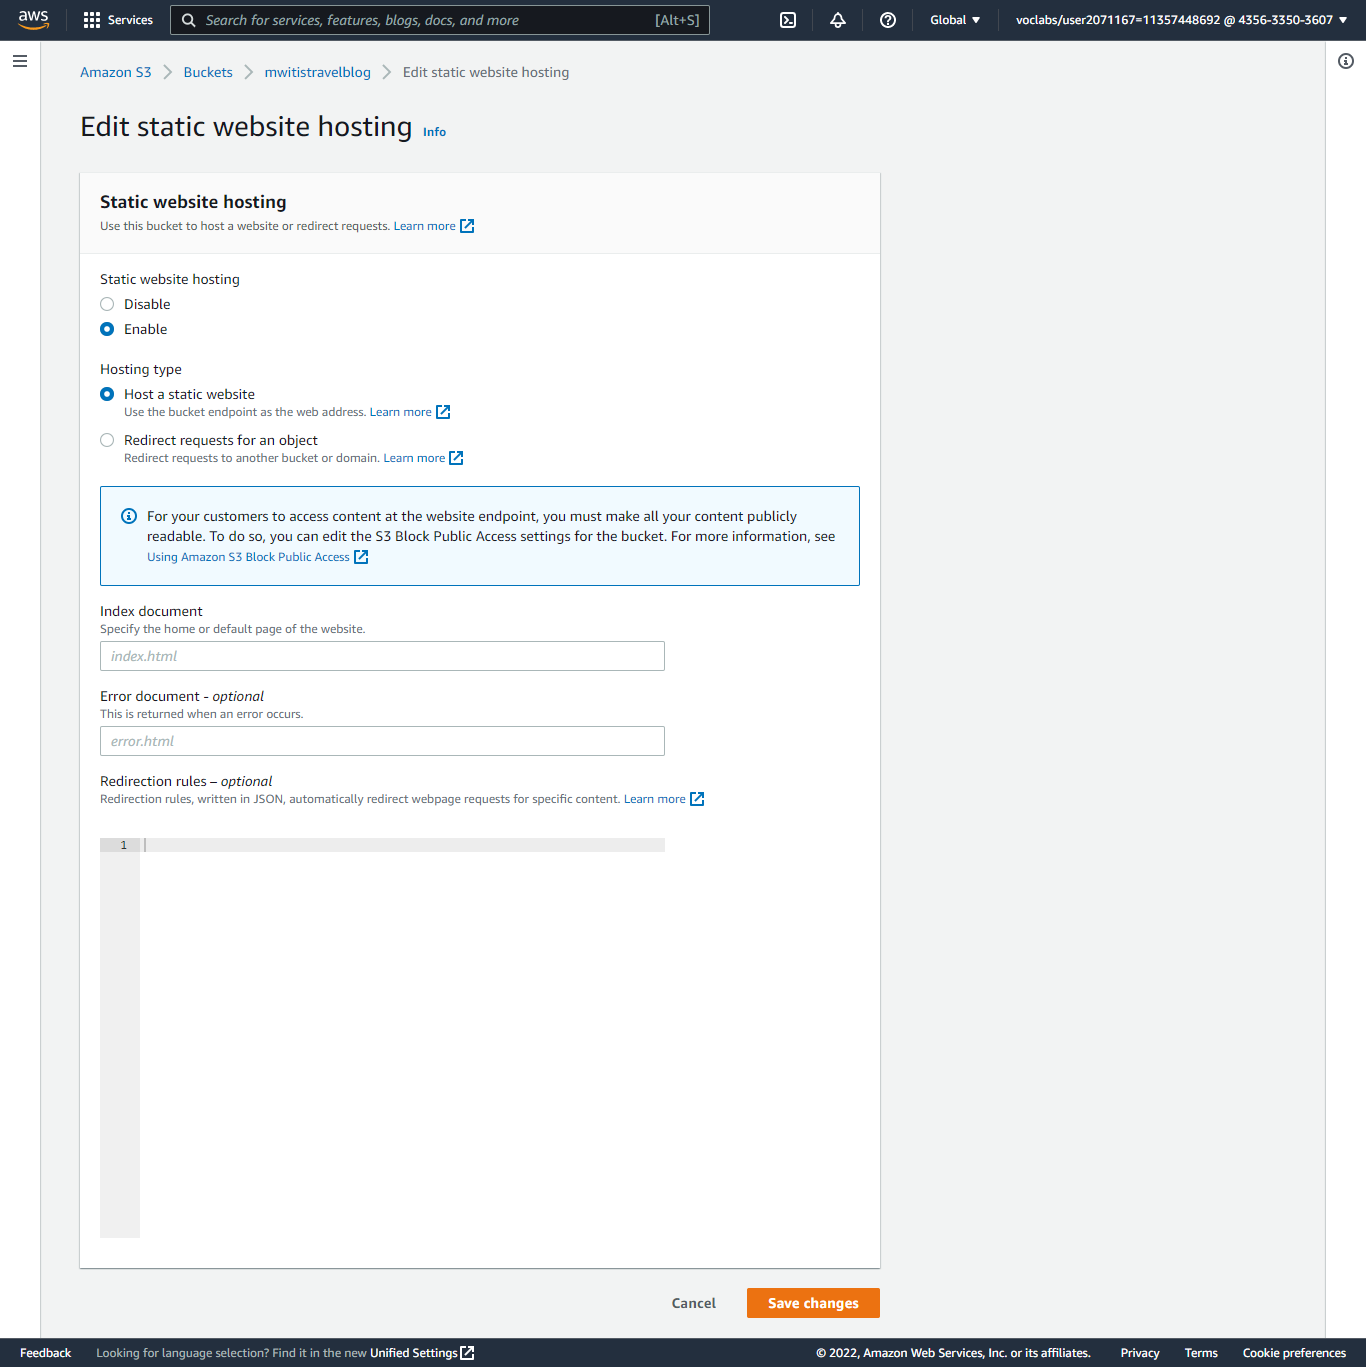 aws
Services
Search for services, features, blogs, docs, and more
[Alt+S]
Global
voclabs/user2071167=11357448692 @ 4356-3350-3607
Amazon S3
Buckets
mwitistravelblog
Edit static website hosting
Edit static website hosting
Info
Static website hosting
Use this bucket to host a website or redirect requests. Learn more
Static website hosting
Disable
Enable
Hosting type
Host a static website
Use the bucket endpoint as the web address. Learn more
Redirect requests for an object
Redirect requests to another bucket or domain. Learn more
For your customers to access content at the website endpoint, you must make all your content publicly
readable. To do so, you can edit the S3 Block Public Access settings for the bucket. For more information, see
Using Amazon S3 Block Public Access
Index document
Specify the home or default page of the website.
index.html
Error document - optional
This is returned when an error occurs.
error.html
Redirection rules – optional
Redirection rules, written in JSON, automatically redirect webpage requests for specific content. Learn more
1
Cancel
Save changes
Feedback
Looking for language selection? Find it in the new Unified Settings
© 2022, Amazon Web Services, Inc. or its affiliates.
Privacy
Terms
Cookie preferences